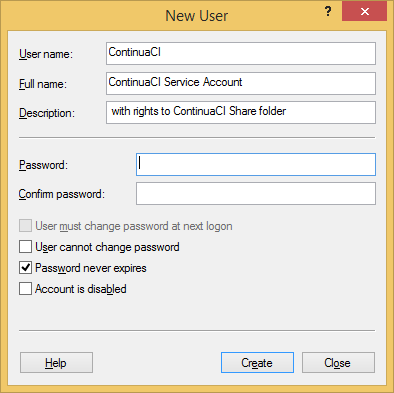 New User
?
User name: ContinuaCI
Full name: ContinuaCI Service Account
Description: with rights to ContinuaCI Share folder
Password:
Confirm password:
User must change password at next logon
User cannot change password
Password never expires
Account is disabled
Help Create Close